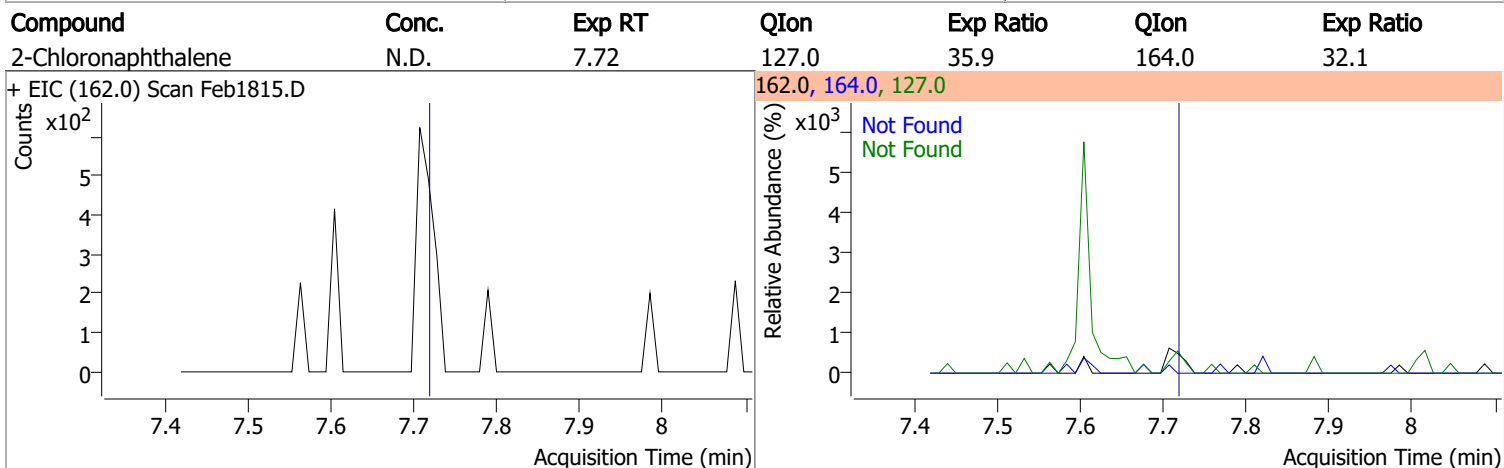 Compound Conc. Exp RT QIon Exp Ratio QIon Exp Ratio
2-Chloronaphthalene N.D. 7.72 127.0 35.9 164.0 32.1
+ EIC (162.0) Scan Feb1815.D
Counts
x10²
5
4
3
2
1
0
7.4 7.5 7.6 7.7 7.8 7.9 8
Acquisition Time (min)
162.0, 164.0, 127.0
Relative Abundance (%)
x10³
Not Found
Not Found
5
4
3
2
1
0
7.4 7.5 7.6 7.7 7.8 7.9 8
Acquisition Time (min)